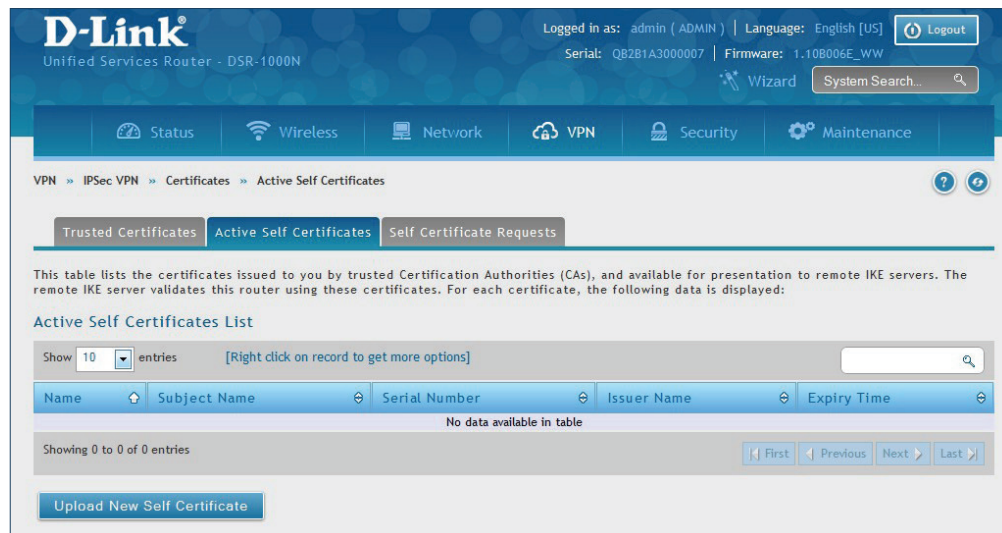 D-Link®
Unified Services Router - DSR-1000N
Logged in as: admin ( ADMIN ) | Language: English [US]
Logout
Serial: QB2B1A3000007 | Firmware: 1.10B006E_WW
Wizard
System Search...
Status
Wireless
Network
VPN
Security
Maintenance
VPN » IPSec VPN » Certificates » Active Self Certificates
?
Trusted Certificates
Active Self Certificates
Self Certificate Requests
This table lists the certificates issued to you by trusted Certification Authorities (CAs), and available for presentation to remote IKE servers. The
remote IKE server validates this router using these certificates. For each certificate, the following data is displayed:
Active Self Certificates List
Show 10 entries
[Right click on record to get more options]
Name
Subject Name
Serial Number
Issuer Name
Expiry Time
No data available in table
Showing 0 to 0 of 0 entries
First
Previous
Next
Last
Upload New Self Certificate